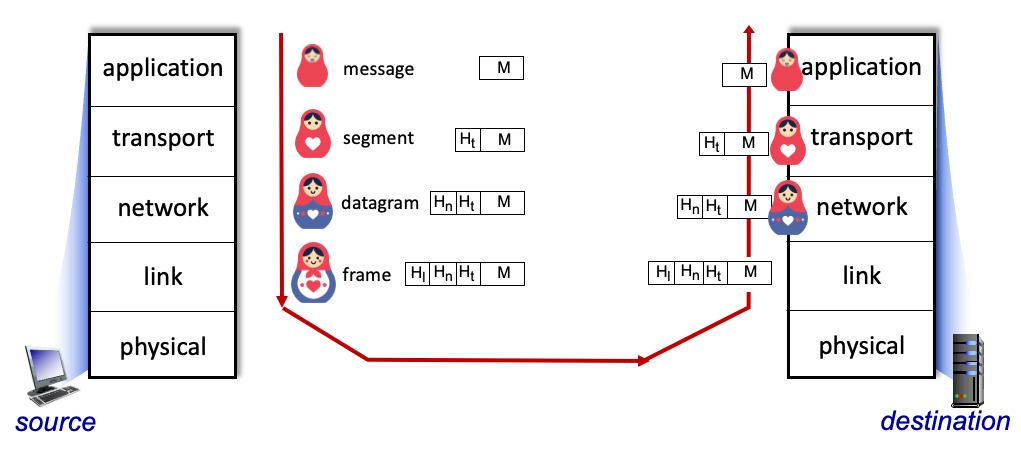 application
transport
network
link
physical
source
message M
segment Ht M
datagram Hn Ht M
frame Hl Hn Ht M
M
Ht M
Hn Ht M
Hl Hn Ht M
application
transport
network
link
physical
destination